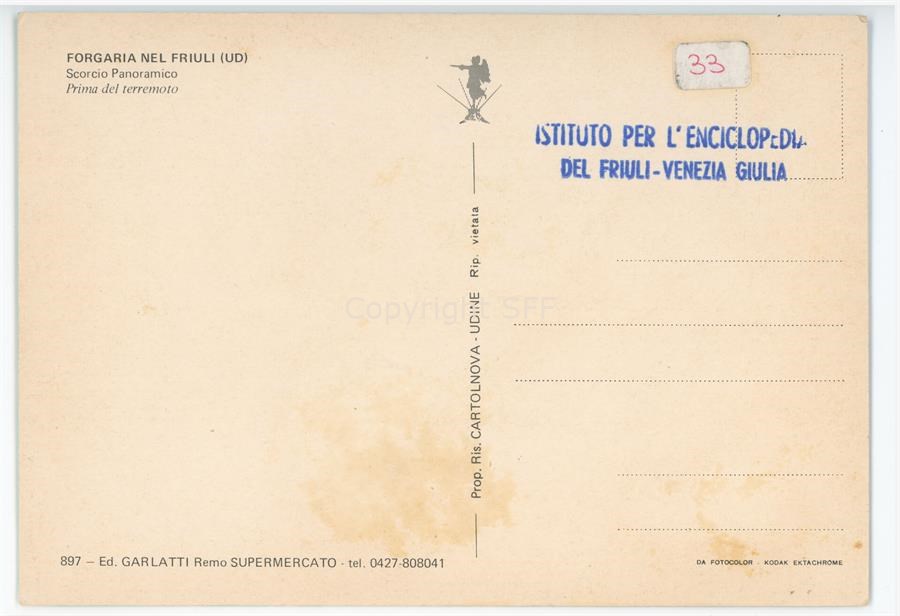 FORGARIA NEL FRIULI (UD)
Scorcio Panoramico
Prima del terremoto
33
ISTITUTO PER L'ENCICLOPEDIA
DEL FRIULI-VENEZIA GIULIA
Prop. Ris. CARTOLNOVA - UDINE Rip. vietata
Copyright SFF
897 – Ed. GARLATTI Remo SUPERMERCATO - tel. 0427-808041
DA FOTOCOLOR - KODAK EKTACHROME